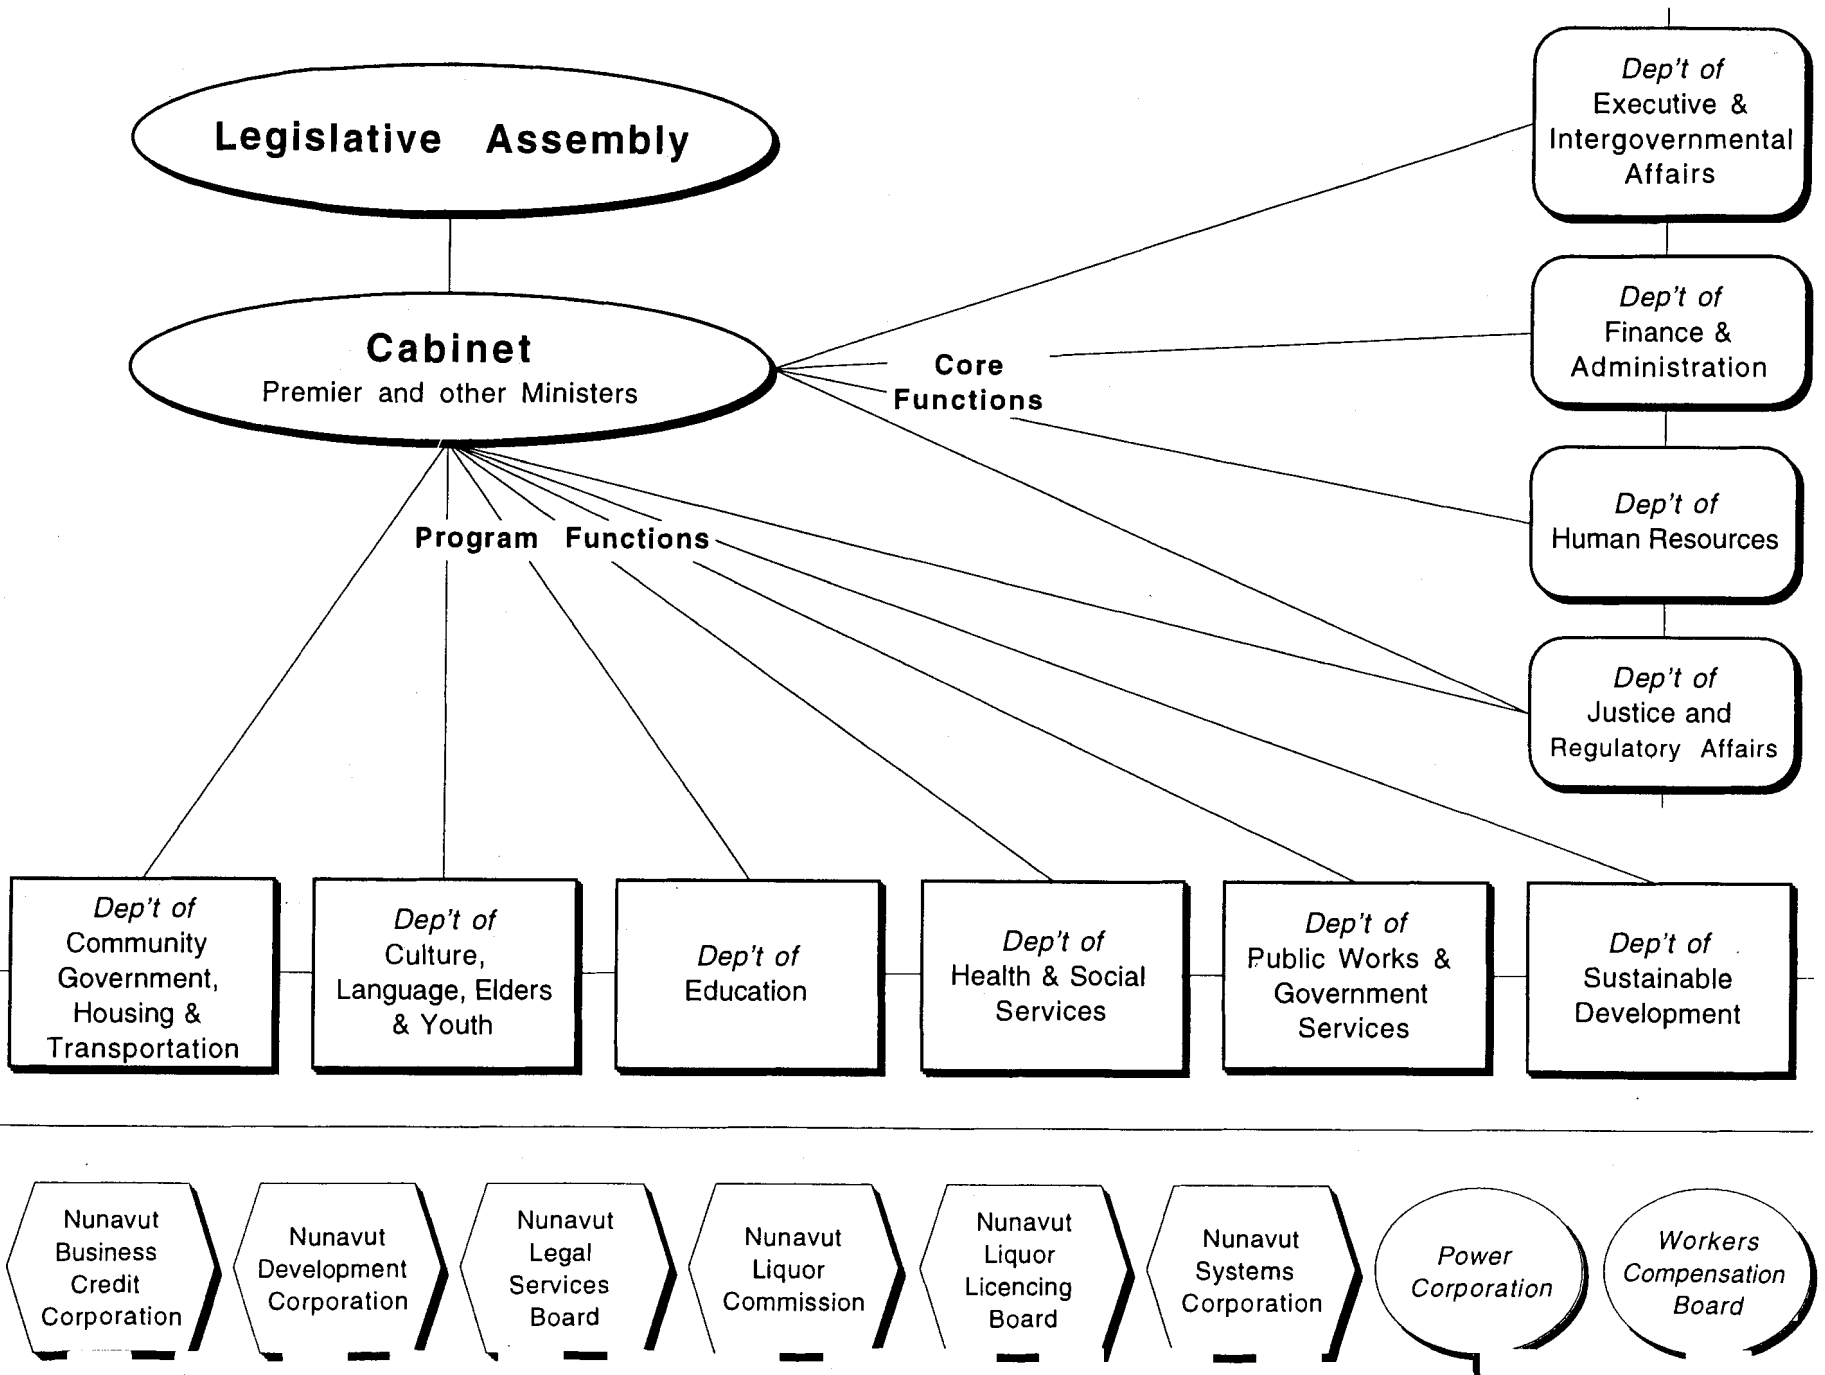 Legislative Assembly
Cabinet
Premier and other Ministers
Core
Functions
Program Functions
Dep't of
Executive &
Intergovernmental
Affairs
Dep't of
Finance &
Administration
Dep't of
Human Resources
Dep't of
Justice and
Regulatory Affairs
Dep't of
Community
Government,
Housing &
Transportation
Dep't of
Culture,
Language, Elders
& Youth
Dep't of
Education
Dep't of
Health & Social
Services
Dep't of
Public Works &
Government
Services
Dep't of
Sustainable
Development
Nunavut
Business
Credit
Corporation
Nunavut
Development
Corporation
Nunavut
Legal
Services
Board
Nunavut
Liquor
Commission
Nunavut
Liquor
Licencing
Board
Nunavut
Systems
Corporation
Power
Corporation
Workers
Compensation
Board